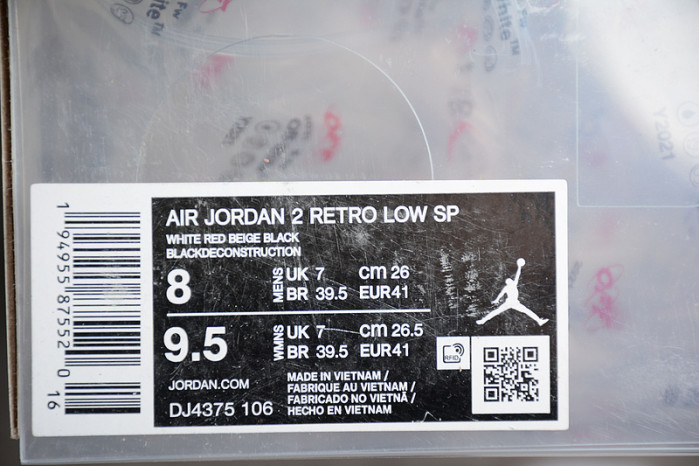 Y2021
AIR JORDAN 2 RETRO LOW SP
WHITE RED BEIGE BLACK
BLACKDECONSTRUCTION
8 MENS UK 7 cm 26
BR 39.5 EUR41
9.5 WMNS UK 7 cm 26.5
BR 39.5 EUR41
RFID
JORDAN.COM
DJ4375 106
MADE IN VIETNAM /
FABRIQUE AU VIETNAM /
FABRICADO NO VIETNÃ /
HECHO EN VIETNAM
1 94955 87552 0
16